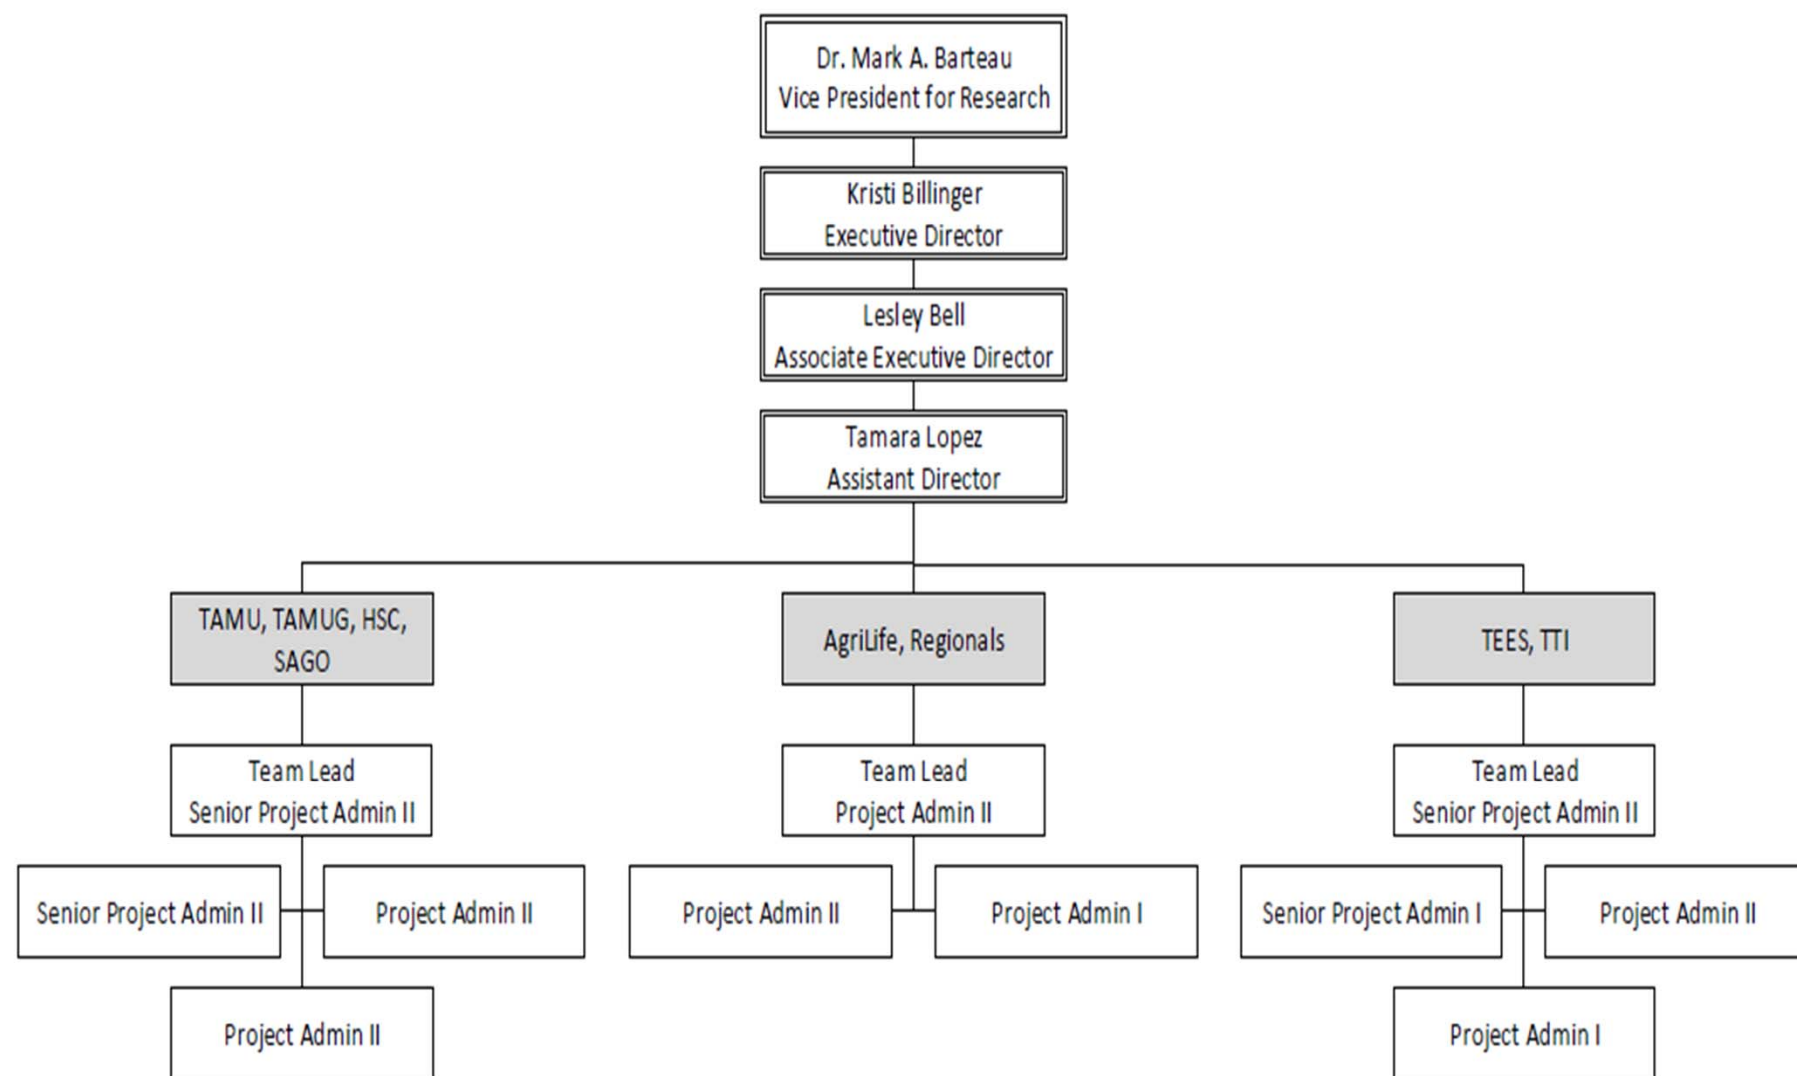 Dr. Mark A. Barteau
Vice President for Research
Kristi Billinger
Executive Director
Lesley Bell
Associate Executive Director
Tamara Lopez
Assistant Director
TAMU, TAMUG, HSC,
SAGO
AgriLife, Regionals
TEES, TTI
Team Lead
Senior Project Admin II
Team Lead
Project Admin II
Team Lead
Senior Project Admin II
Senior Project Admin II
Project Admin II
Project Admin II
Project Admin I
Senior Project Admin I
Project Admin II
Project Admin II
Project Admin I